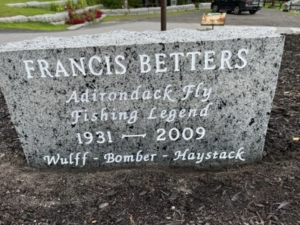 FRANCIS BETTERS
Adirondack Fly
Fishing Legend
1931 — 2009
Wulff - Bomber - Haystack